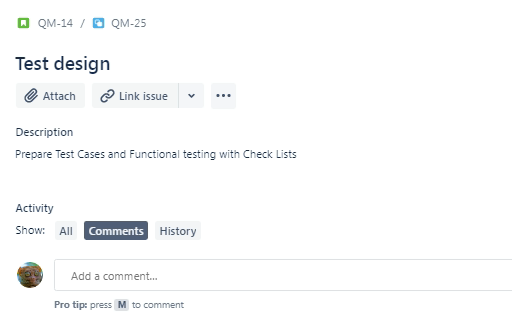 QM-14 / QM-25
Test design
Attach Link issue
Description
Prepare Test Cases and Functional testing with Check Lists
Activity
Show: All Comments History
Add a comment...
Pro tip: press M to comment